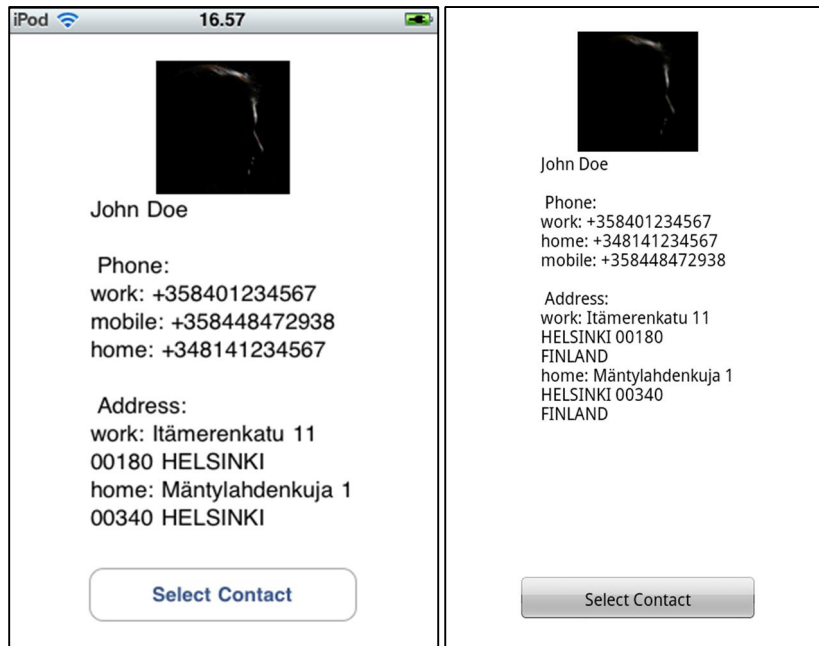 iPod 16.57
John Doe
Phone:
work: +358401234567
mobile: +358448472938
home: +348141234567
Address:
work: Itämerenkatu 11
00180 HELSINKI
home: Mäntylahdenkuja 1
00340 HELSINKI
Select Contact
John Doe
Phone:
work: +358401234567
home: +348141234567
mobile: +358448472938
Address:
work: Itämerenkatu 11
HELSINKI 00180
FINLAND
home: Mäntylahdenkuja 1
HELSINKI 00340
FINLAND
Select Contact